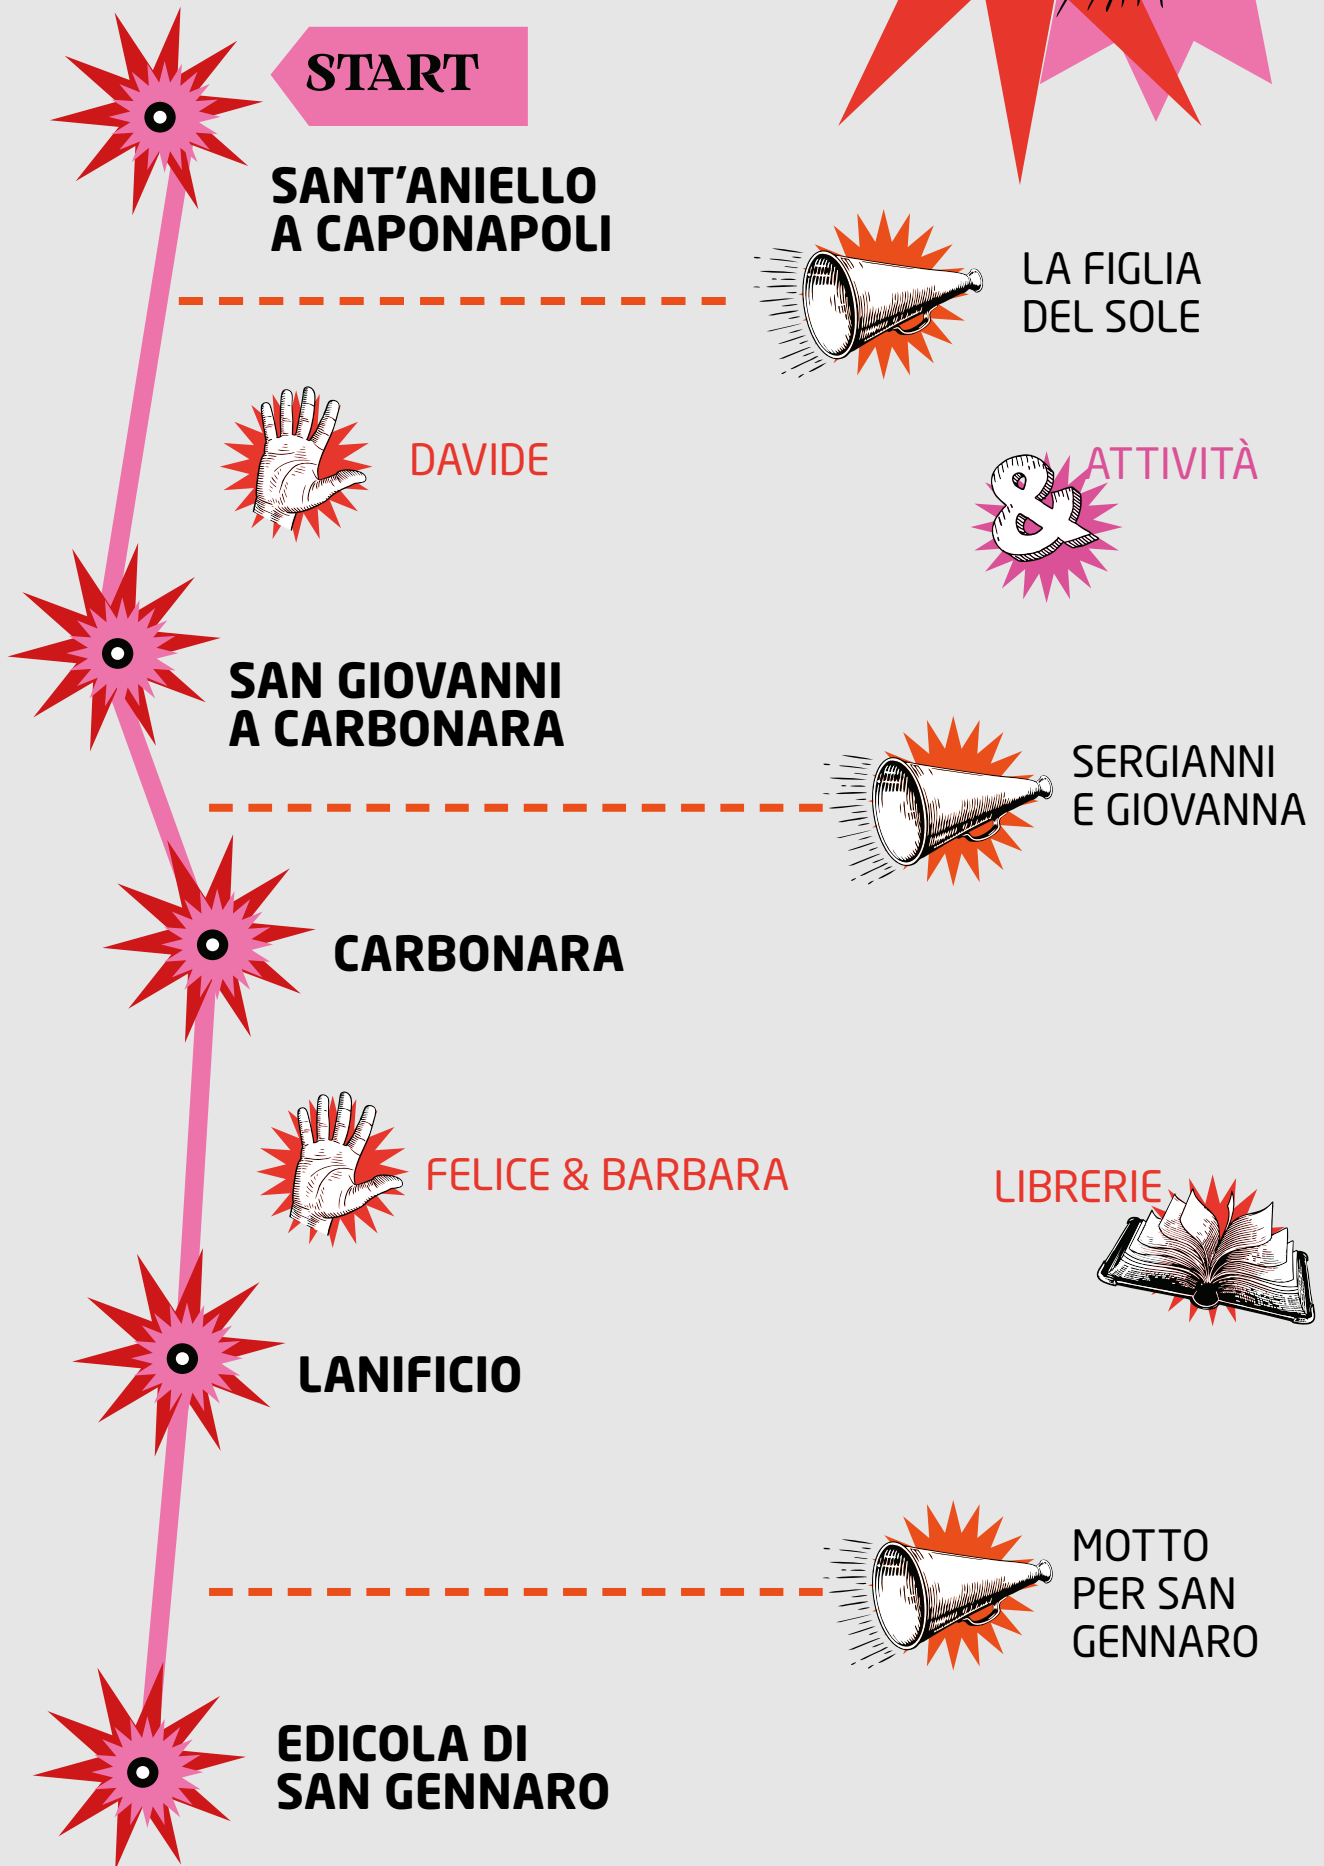 START
SANT'ANIELLO
A CAPONAPOLI
LA FIGLIA
DEL SOLE
DAVIDE
ATTIVITÀ
&
SAN GIOVANNI
A CARBONARA
SERGIANNI
E GIOVANNA
CARBONARA
FELICE & BARBARA
LIBRERIE
LANIFICIO
MOTTO
PER SAN
GENNARO
EDICOLA DI
SAN GENNARO